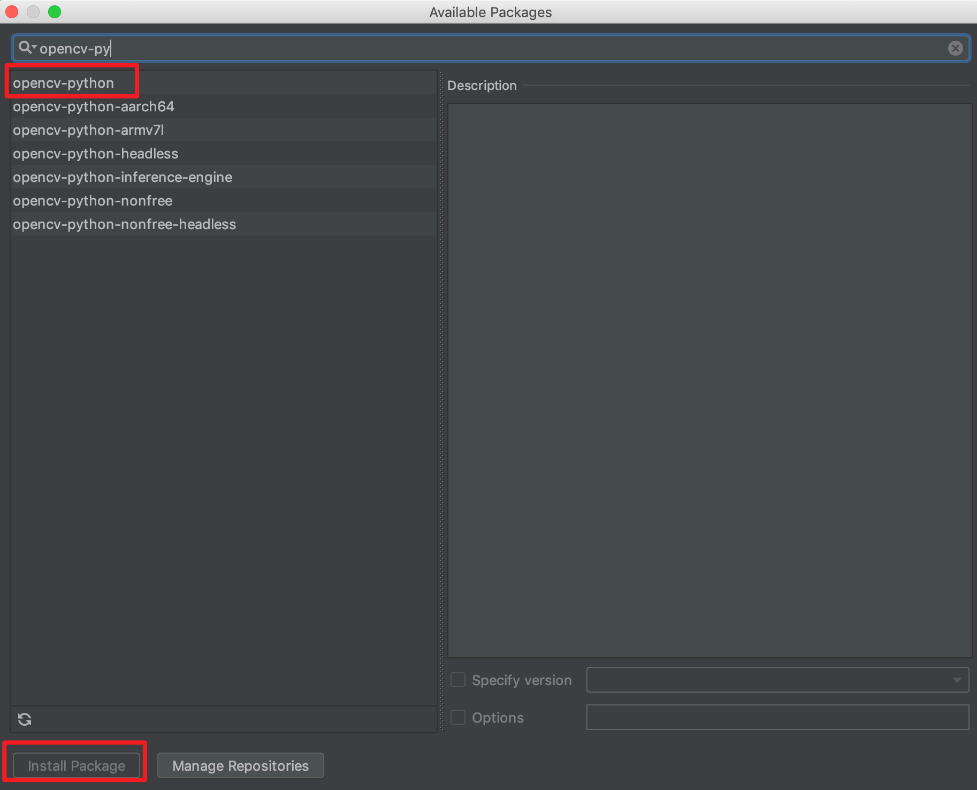 Available Packages
opencv-py
opencv-python
opencv-python-aarch64
opencv-python-armv7l
opencv-python-headless
opencv-python-inference-engine
opencv-python-nonfree
opencv-python-nonfree-headless
Description
Specify version
Options
Install Package
Manage Repositories